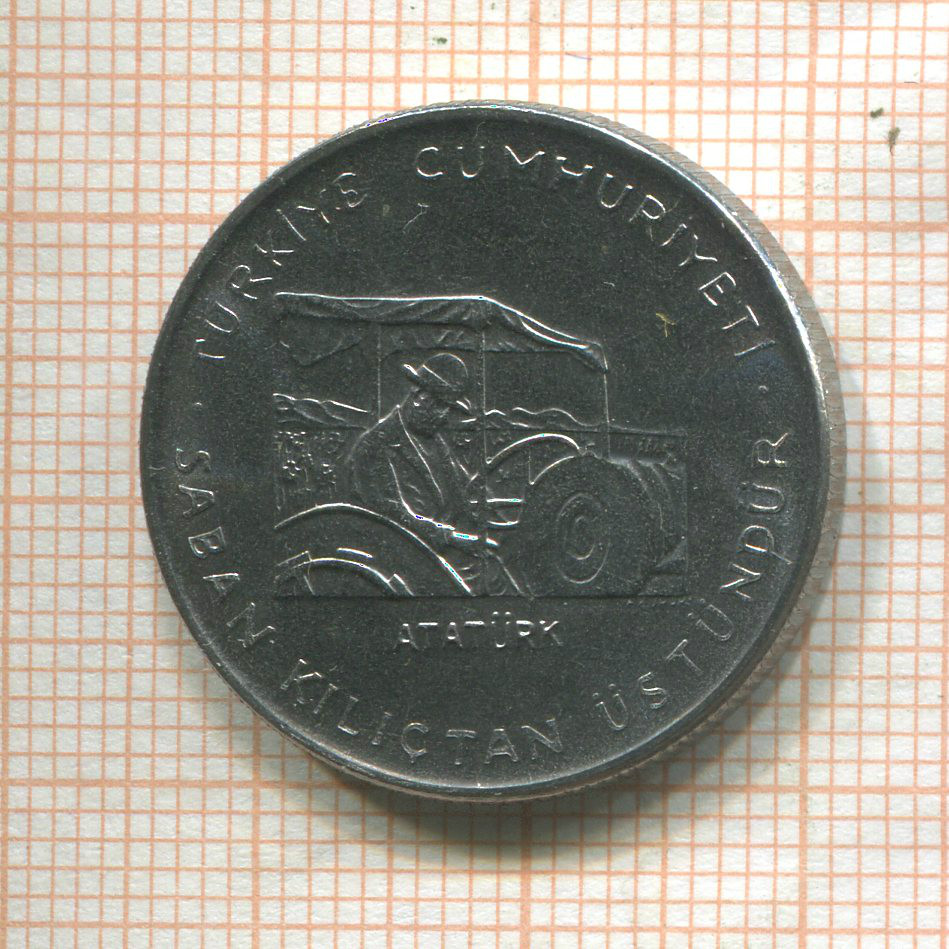 TÜRKİYE CUMHURİYETİ
ATATÜRK
SABAN KILIÇTAN ÜSTÜNDÜR